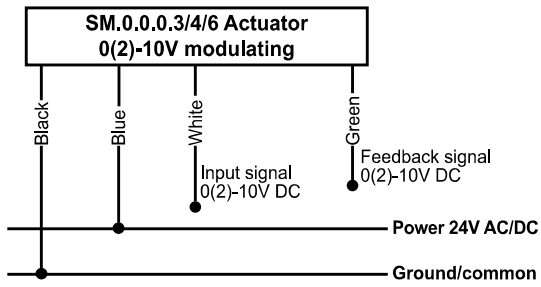 SM.0.0.0.3/4/6 Actuator
0(2)-10V modulating
Black
Blue
White
Green
Input signal
0(2)-10V DC
Feedback signal
0(2)-10V DC
Power 24V AC/DC
Ground/common